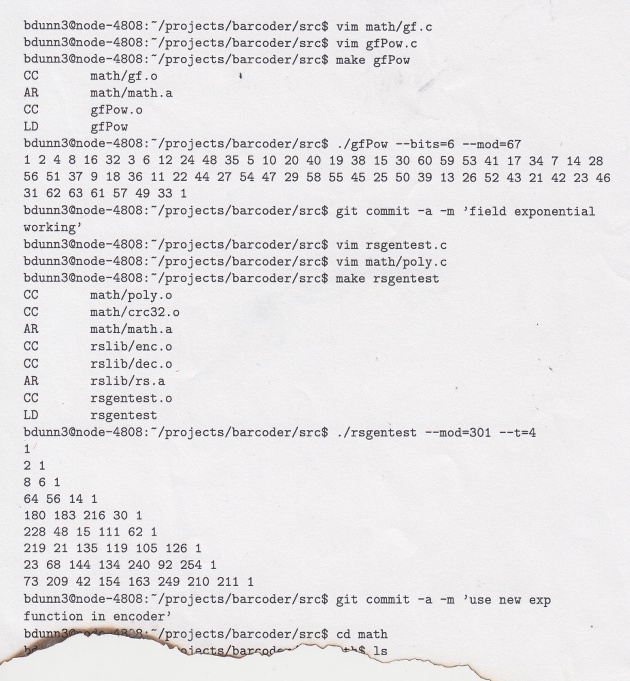 bdunn3@node-4808:~/projects/barcoder/src$ vim math/gf.c
bdunn3@node-4808:~/projects/barcoder/src$ vim gfPow.c
bdunn3@node-4808:~/projects/barcoder/src$ make gfPow
CC math/gf.o
AR math/math.a
CC gfPow.o
LD gfPow
bdunn3@node-4808:~/projects/barcoder/src$ ./gfPow --bits=6 --mod=67
1 2 4 8 16 32 3 6 12 24 48 35 5 10 20 40 19 38 15 30 60 59 53 41 17 34 7 14 28
56 51 37 9 18 36 11 22 44 27 54 47 29 58 55 45 25 50 39 13 26 52 43 21 42 23 46
31 62 63 61 57 49 33 1
bdunn3@node-4808:~/projects/barcoder/src$ git commit -a -m 'field exponential
working'
bdunn3@node-4808:~/projects/barcoder/src$ vim rsgentest.c
bdunn3@node-4808:~/projects/barcoder/src$ vim math/poly.c
bdunn3@node-4808:~/projects/barcoder/src$ make rsgentest
CC math/poly.o
CC math/crc32.o
AR math/math.a
CC rslib/enc.o
CC rslib/dec.o
AR rslib/rs.a
CC rsgentest.o
LD rsgentest
bdunn3@node-4808:~/projects/barcoder/src$ ./rsgentest --mod=301 --t=4
1
2 1
8 6 1
64 56 14 1
180 183 216 30 1
228 48 15 111 62 1
219 21 135 119 105 126 1
23 68 144 134 240 92 254 1
73 209 42 154 163 249 210 211 1
bdunn3@node-4808:~/projects/barcoder/src$ git commit -a -m 'use new exp
function in encoder'
bdunn3@node-4808:~/projects/barcoder/src$ cd math
ls